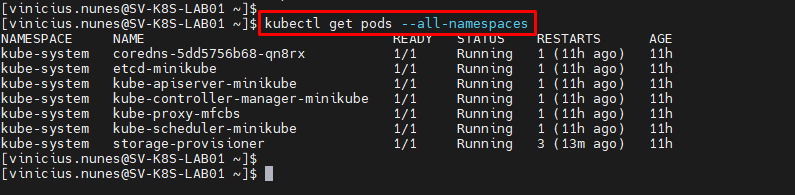 [vinicius.nunes@SV-K8S-LAB01 ~]$
[vinicius.nunes@SV-K8S-LAB01 ~]$ kubectl get pods --all-namespaces
NAMESPACE NAME READY STATUS RESTARTS AGE
kube-system coredns-5dd5756b68-qn8rx 1/1 Running 1 (11h ago) 11h
kube-system etcd-minikube 1/1 Running 1 (11h ago) 11h
kube-system kube-apiserver-minikube 1/1 Running 1 (11h ago) 11h
kube-system kube-controller-manager-minikube 1/1 Running 1 (11h ago) 11h
kube-system kube-proxy-mfcbs 1/1 Running 1 (11h ago) 11h
kube-system kube-scheduler-minikube 1/1 Running 1 (11h ago) 11h
kube-system storage-provisioner 1/1 Running 3 (13m ago) 11h
[vinicius.nunes@SV-K8S-LAB01 ~]$
[vinicius.nunes@SV-K8S-LAB01 ~]$